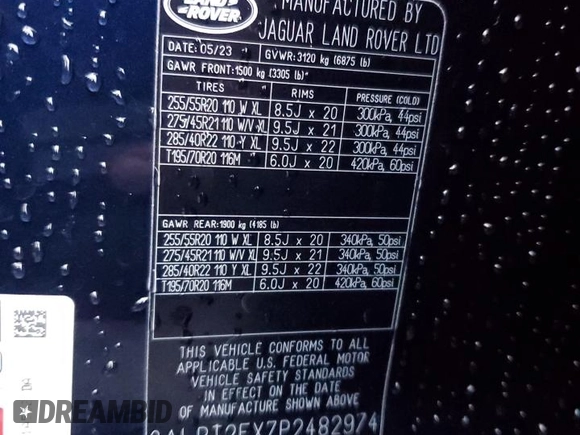 LAND
ROVER
MANUFACTURED BY
JAGUAR LAND ROVER LTD
DATE: 05/23 GVWR: 3120 kg (6875 lb)
GAWR FRONT: 1500 kg (3305 lb)
TIRES RIMS PRESSURE (COLD)
255/55R20 110 W XL 8.5J x 20 300kPa, 44psi
275/45R21 110 W/V XL 9.5J x 21 300kPa, 44psi
285/40R22 110 Y XL 9.5J x 22 300kPa, 44psi
T195/70R20 116M 6.0J x 20 420kPa, 60psi
GAWR REAR: 1900 kg (4185 lb)
255/55R20 110 W XL 8.5J x 20 340kPa, 50psi
275/45R21 110 W/V XL 9.5J x 21 340kPa, 50psi
285/40R22 110 Y XL 9.5J x 22 340kPa, 50psi
T195/70R20 116M 6.0J x 20 420kPa, 60psi
THIS VEHICLE CONFORMS TO ALL
APPLICABLE U.S. FEDERAL MOTOR
VEHICLE SAFETY STANDARDS
IN EFFECT ON THE DATE
OF MANUFACTURE SHOWN ABOVE
DREAMBID